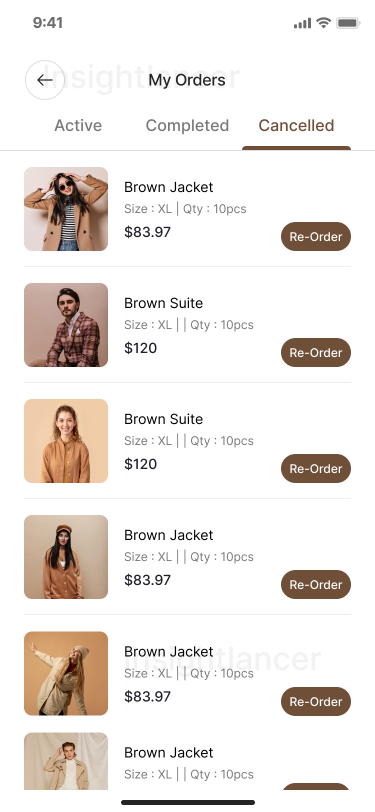 9:41
Insightlancer
My Orders
Active Completed Cancelled
Brown Jacket
Size : XL | Qty : 10pcs
$83.97
Re-Order
Brown Suite
Size : XL | | Qty : 10pcs
$120
Re-Order
Brown Suite
Size : XL | | Qty : 10pcs
$120
Re-Order
Brown Jacket
Size : XL | | Qty : 10pcs
$83.97
Re-Order
Brown Jacket
Insightlancer
Size : XL | | Qty : 10pcs
$83.97
Re-Order
Brown Jacket
Size : XL | | Qty : 10pcs